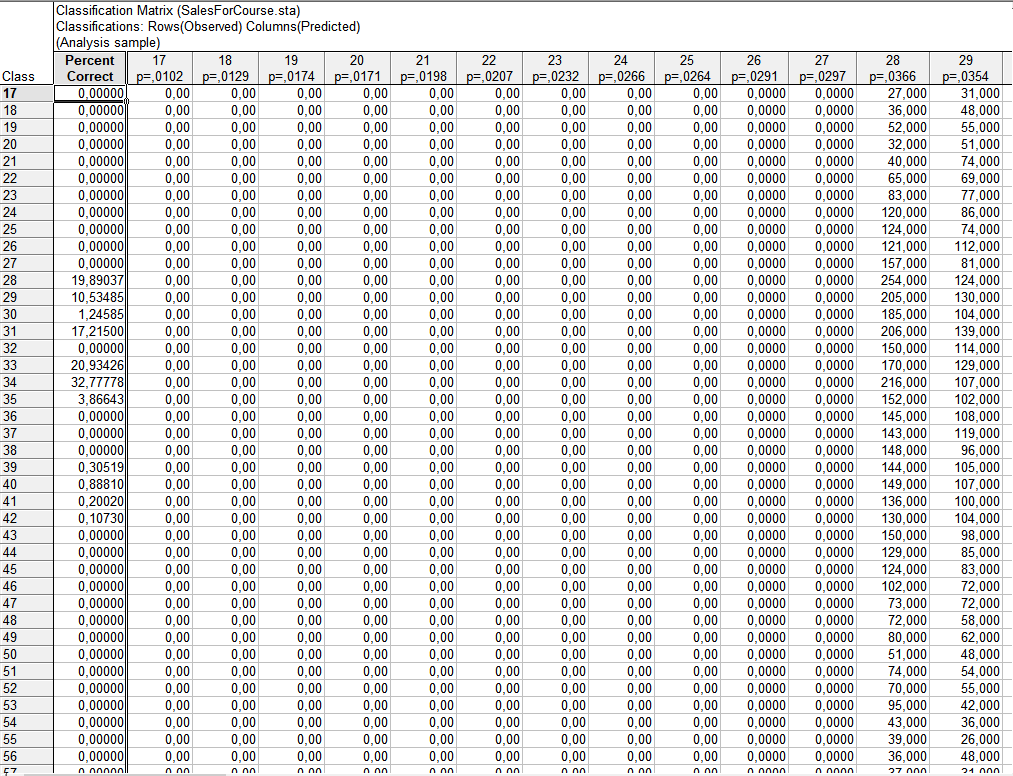 Classification Matrix (SalesForCourse.sta)
Classifications: Rows(Observed) Columns(Predicted)
(Analysis sample)
Percent 17 18 19 20 21 22 23 24 25 26 27 28 29
Class Correct p=,0102 p=,0129 p=,0174 p=,0171 p=,0198 p=,0207 p=,0232 p=,0266 p=,0264 p=,0291 p=,0297 p=,0366 p=,0354
17 0,00000 0,00 0,00 0,00 0,00 0,00 0,00 0,00 0,00 0,00 0,0000 0,0000 27,000 31,000
18 0,00000 0,00 0,00 0,00 0,00 0,00 0,00 0,00 0,00 0,00 0,0000 0,0000 36,000 48,000
19 0,00000 0,00 0,00 0,00 0,00 0,00 0,00 0,00 0,00 0,00 0,0000 0,0000 52,000 55,000
20 0,00000 0,00 0,00 0,00 0,00 0,00 0,00 0,00 0,00 0,00 0,0000 0,0000 32,000 51,000
21 0,00000 0,00 0,00 0,00 0,00 0,00 0,00 0,00 0,00 0,00 0,0000 0,0000 40,000 74,000
22 0,00000 0,00 0,00 0,00 0,00 0,00 0,00 0,00 0,00 0,00 0,0000 0,0000 65,000 69,000
23 0,00000 0,00 0,00 0,00 0,00 0,00 0,00 0,00 0,00 0,00 0,0000 0,0000 83,000 77,000
24 0,00000 0,00 0,00 0,00 0,00 0,00 0,00 0,00 0,00 0,00 0,0000 0,0000 120,000 86,000
25 0,00000 0,00 0,00 0,00 0,00 0,00 0,00 0,00 0,00 0,00 0,0000 0,0000 124,000 74,000
26 0,00000 0,00 0,00 0,00 0,00 0,00 0,00 0,00 0,00 0,00 0,0000 0,0000 121,000 112,000
27 0,00000 0,00 0,00 0,00 0,00 0,00 0,00 0,00 0,00 0,00 0,0000 0,0000 157,000 81,000
28 19,89037 0,00 0,00 0,00 0,00 0,00 0,00 0,00 0,00 0,00 0,0000 0,0000 254,000 124,000
29 10,53485 0,00 0,00 0,00 0,00 0,00 0,00 0,00 0,00 0,00 0,0000 0,0000 205,000 130,000
30 1,24585 0,00 0,00 0,00 0,00 0,00 0,00 0,00 0,00 0,00 0,0000 0,0000 185,000 104,000
31 17,21500 0,00 0,00 0,00 0,00 0,00 0,00 0,00 0,00 0,00 0,0000 0,0000 206,000 139,000
32 0,00000 0,00 0,00 0,00 0,00 0,00 0,00 0,00 0,00 0,00 0,0000 0,0000 150,000 114,000
33 20,93426 0,00 0,00 0,00 0,00 0,00 0,00 0,00 0,00 0,00 0,0000 0,0000 170,000 129,000
34 32,77778 0,00 0,00 0,00 0,00 0,00 0,00 0,00 0,00 0,00 0,0000 0,0000 216,000 107,000
35 3,86643 0,00 0,00 0,00 0,00 0,00 0,00 0,00 0,00 0,00 0,0000 0,0000 152,000 102,000
36 0,00000 0,00 0,00 0,00 0,00 0,00 0,00 0,00 0,00 0,00 0,0000 0,0000 145,000 108,000
37 0,00000 0,00 0,00 0,00 0,00 0,00 0,00 0,00 0,00 0,00 0,0000 0,0000 143,000 119,000
38 0,00000 0,00 0,00 0,00 0,00 0,00 0,00 0,00 0,00 0,00 0,0000 0,0000 148,000 96,000
39 0,30519 0,00 0,00 0,00 0,00 0,00 0,00 0,00 0,00 0,00 0,0000 0,0000 144,000 105,000
40 0,88810 0,00 0,00 0,00 0,00 0,00 0,00 0,00 0,00 0,00 0,0000 0,0000 149,000 107,000
41 0,20020 0,00 0,00 0,00 0,00 0,00 0,00 0,00 0,00 0,00 0,0000 0,0000 136,000 100,000
42 0,10730 0,00 0,00 0,00 0,00 0,00 0,00 0,00 0,00 0,00 0,0000 0,0000 130,000 104,000
43 0,00000 0,00 0,00 0,00 0,00 0,00 0,00 0,00 0,00 0,00 0,0000 0,0000 150,000 98,000
44 0,00000 0,00 0,00 0,00 0,00 0,00 0,00 0,00 0,00 0,00 0,0000 0,0000 129,000 85,000
45 0,00000 0,00 0,00 0,00 0,00 0,00 0,00 0,00 0,00 0,00 0,0000 0,0000 124,000 83,000
46 0,00000 0,00 0,00 0,00 0,00 0,00 0,00 0,00 0,00 0,00 0,0000 0,0000 102,000 72,000
47 0,00000 0,00 0,00 0,00 0,00 0,00 0,00 0,00 0,00 0,00 0,0000 0,0000 73,000 72,000
48 0,00000 0,00 0,00 0,00 0,00 0,00 0,00 0,00 0,00 0,00 0,0000 0,0000 72,000 58,000
49 0,00000 0,00 0,00 0,00 0,00 0,00 0,00 0,00 0,00 0,00 0,0000 0,0000 80,000 62,000
50 0,00000 0,00 0,00 0,00 0,00 0,00 0,00 0,00 0,00 0,00 0,0000 0,0000 51,000 48,000
51 0,00000 0,00 0,00 0,00 0,00 0,00 0,00 0,00 0,00 0,00 0,0000 0,0000 74,000 54,000
52 0,00000 0,00 0,00 0,00 0,00 0,00 0,00 0,00 0,00 0,00 0,0000 0,0000 70,000 55,000
53 0,00000 0,00 0,00 0,00 0,00 0,00 0,00 0,00 0,00 0,00 0,0000 0,0000 95,000 42,000
54 0,00000 0,00 0,00 0,00 0,00 0,00 0,00 0,00 0,00 0,00 0,0000 0,0000 43,000 36,000
55 0,00000 0,00 0,00 0,00 0,00 0,00 0,00 0,00 0,00 0,00 0,0000 0,0000 39,000 26,000
56 0,00000 0,00 0,00 0,00 0,00 0,00 0,00 0,00 0,00 0,00 0,0000 0,0000 36,000 48,000